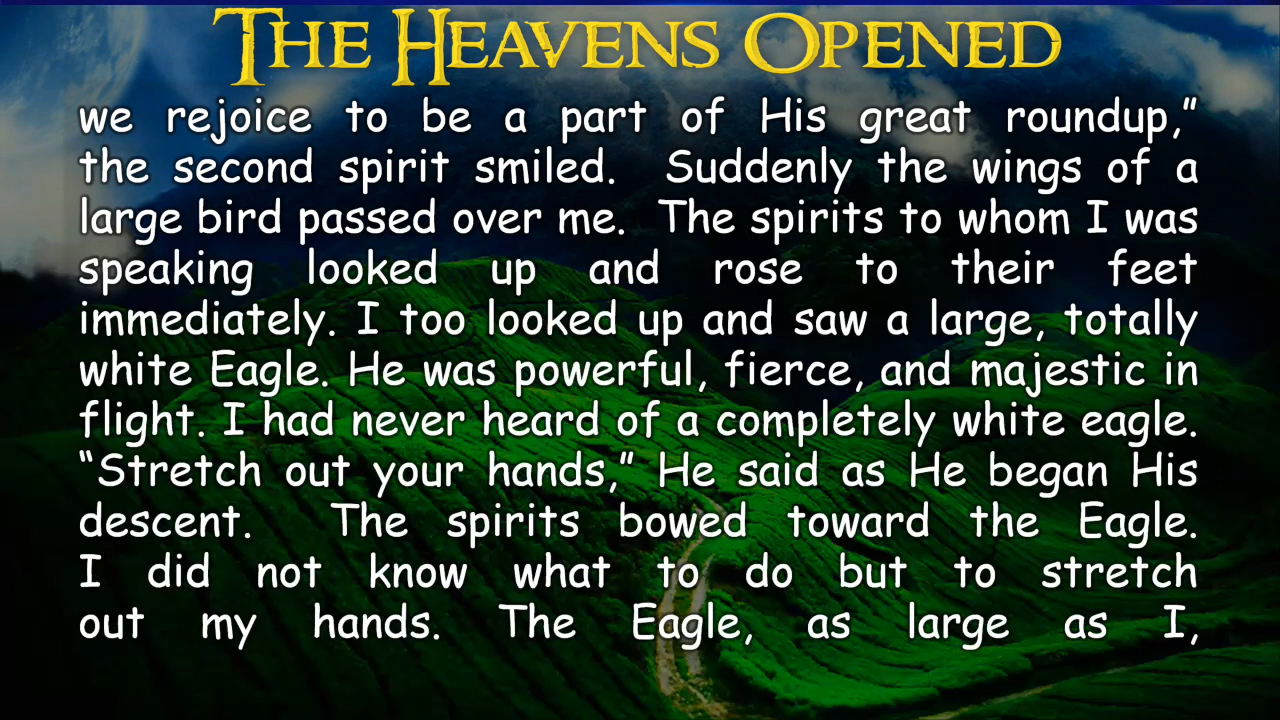 THE HEAVENS OPENED
we rejoice to be a part of His great roundup,”
the second spirit smiled. Suddenly the wings of a
large bird passed over me. The spirits to whom I was
speaking looked up and rose to their feet
immediately. I too looked up and saw a large, totally
white Eagle. He was powerful, fierce, and majestic in
flight. I had never heard of a completely white eagle.
“Stretch out your hands,” He said as He began His
descent. The spirits bowed toward the Eagle.
I did not know what to do but to stretch
out my hands. The Eagle, as large as I,